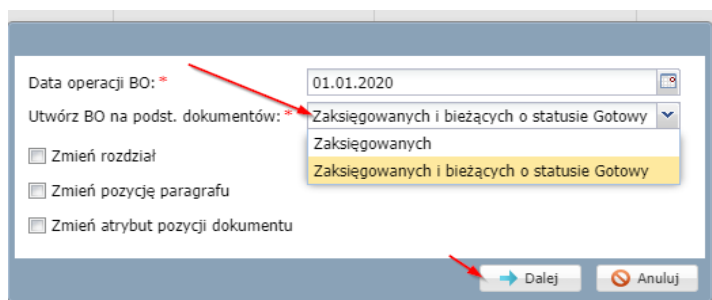 Data operacji BO: * 01.01.2020
Utwórz BO na podst. dokumentów: * Zaksięgowanych i bieżących o statusie Gotowy
Zaksięgowanych
Zmień rozdział
Zaksięgowanych i bieżących o statusie Gotowy
Zmień pozycję paragrafu
Zmień atrybut pozycji dokumentu
Dalej Anuluj